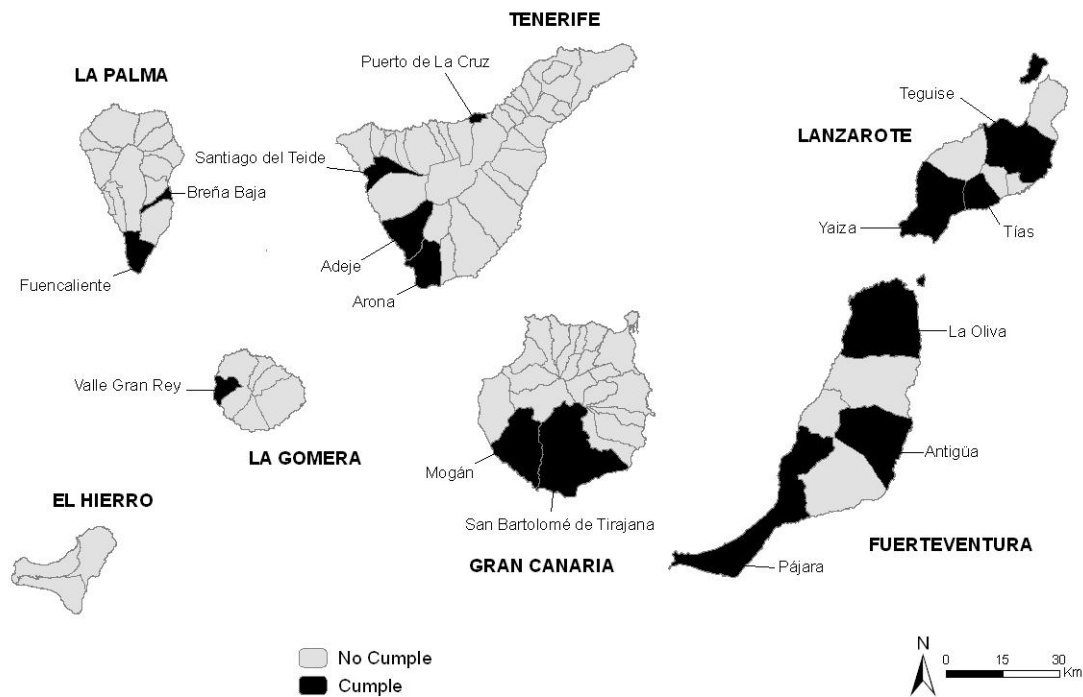 TENERIFE
Puerto de La Cruz
LA PALMA
Teguise
LANZAROTE
Santiago del Teide
Breña Baja
Yaiza
Tías
Adeje
Fuencaliente
Arona
La Oliva
Valle Gran Rey
LA GOMERA
Mogán
Antigüa
EL HIERRO
San Bartolomé de Tirajana
GRAN CANARIA
FUERTEVENTURA
Pájara
No Cumple
Cumple
N
0 15 30
Km